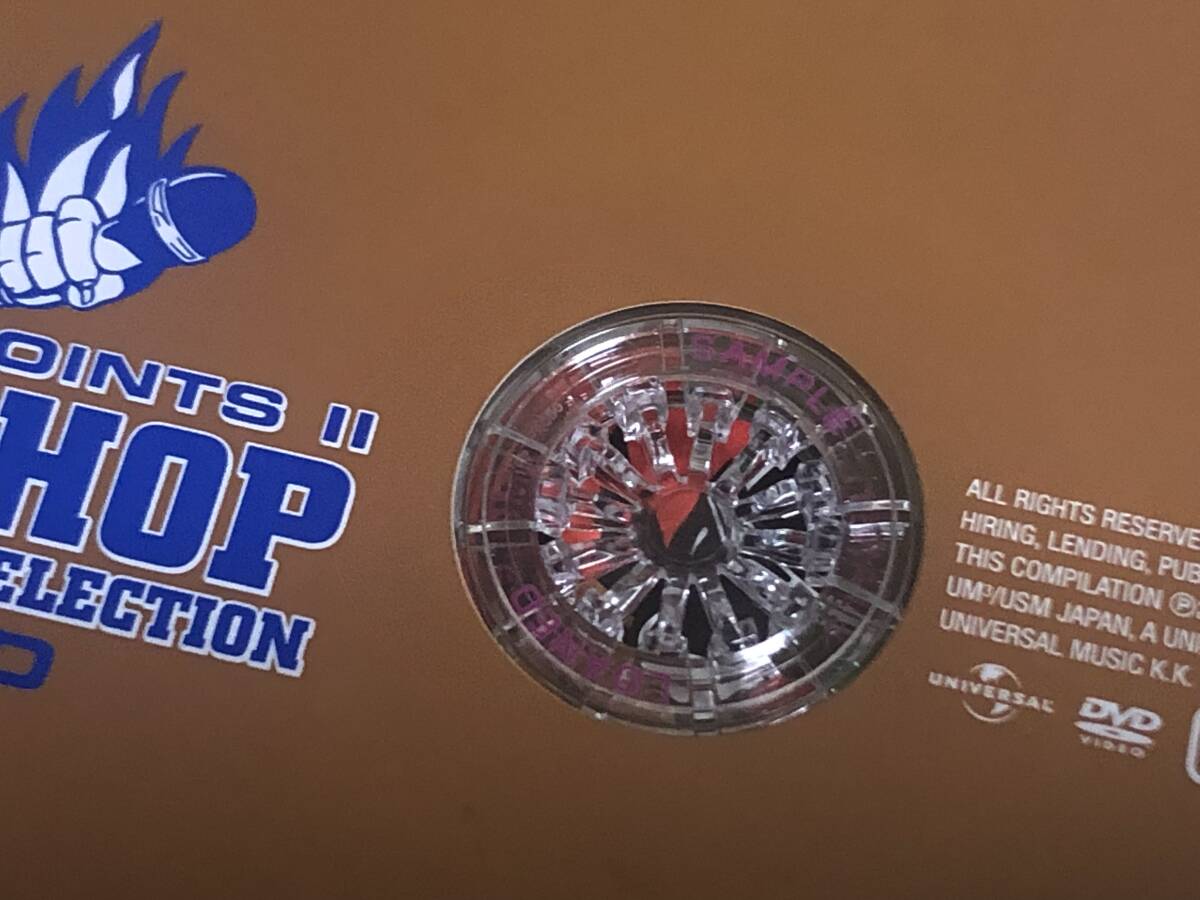 OINTS II
HOP
ELECTION
SAMPLE
LOANED
ALL RIGHTS RESERVE
HIRING, LENDING, PUB
THIS COMPILATION Ⓟ
UM³/USM JAPAN, A UNI
UNIVERSAL MUSIC K.K.
UNIVERSAL
DVD
VIDEO